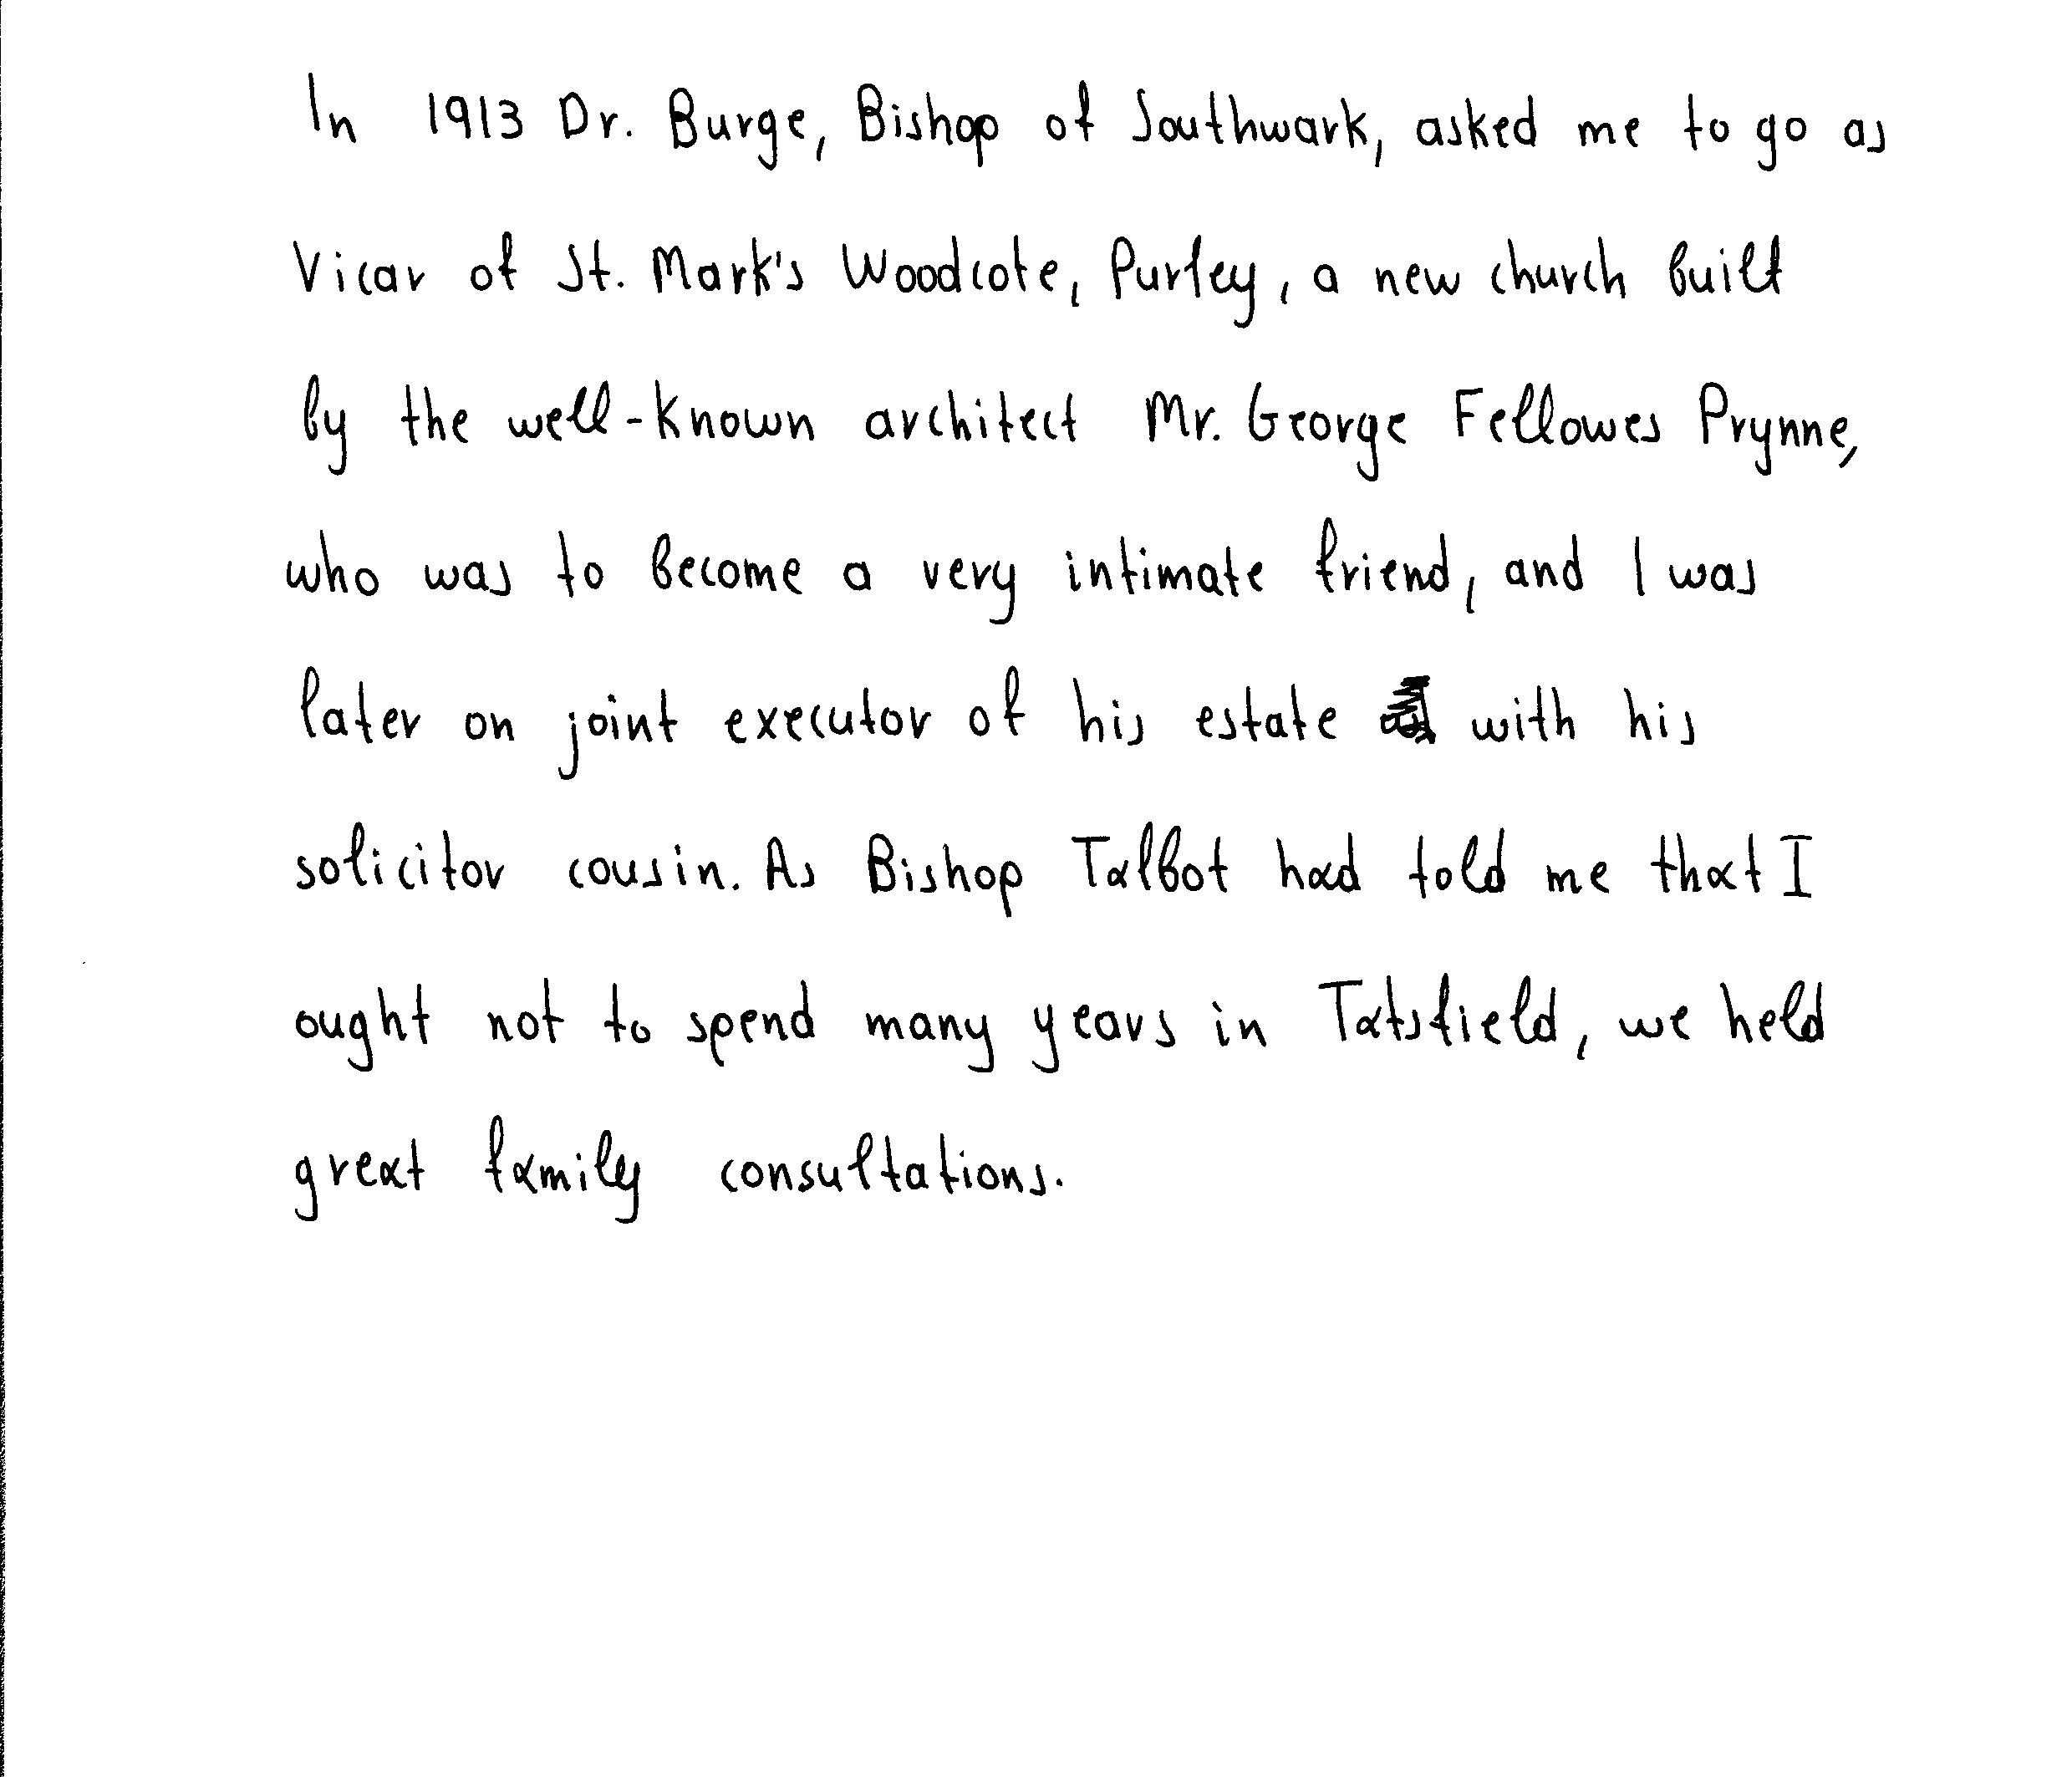 In 1913 Dr. Burge, Bishop of Southwark, asked me to go as
Vicar of St. Mark's Woodcote, Purley, a new church built
by the well-known architect Mr. George Fellowes Prynne,
who was to become a very intimate friend, and I was
later on joint executor of his estate with his
solicitor cousin. As Bishop Talbot had told me that I
ought not to spend many years in Tatsfield, we held
great family consultations.